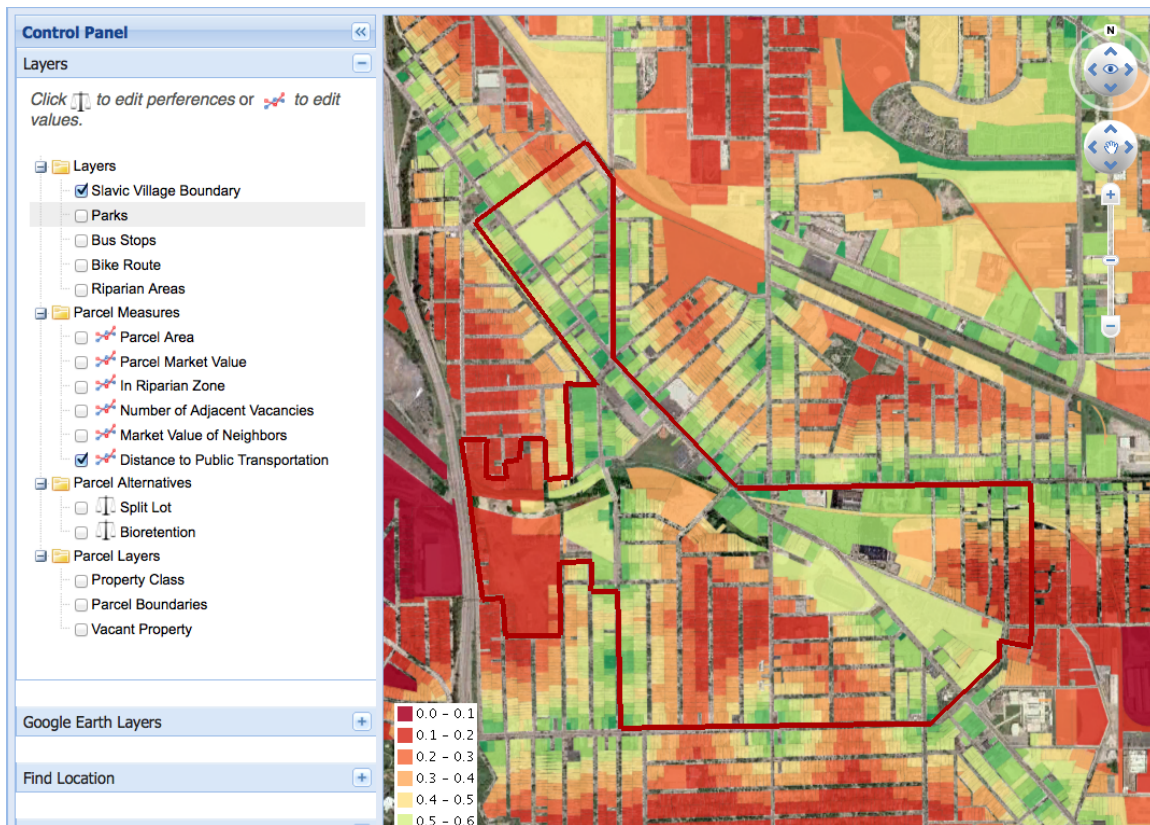 Control Panel
Layers
Click to edit perferences or to edit
values.
Layers
Slavic Village Boundary
Parks
Bus Stops
Bike Route
Riparian Areas
Parcel Measures
Parcel Area
Parcel Market Value
In Riparian Zone
Number of Adjacent Vacancies
Market Value of Neighbors
Distance to Public Transportation
Parcel Alternatives
Split Lot
Bioretention
Parcel Layers
Property Class
Parcel Boundaries
Vacant Property
Google Earth Layers
Find Location
N
0.0 - 0.1
0.1 - 0.2
0.2 - 0.3
0.3 - 0.4
0.4 - 0.5
0.5 - 0.6